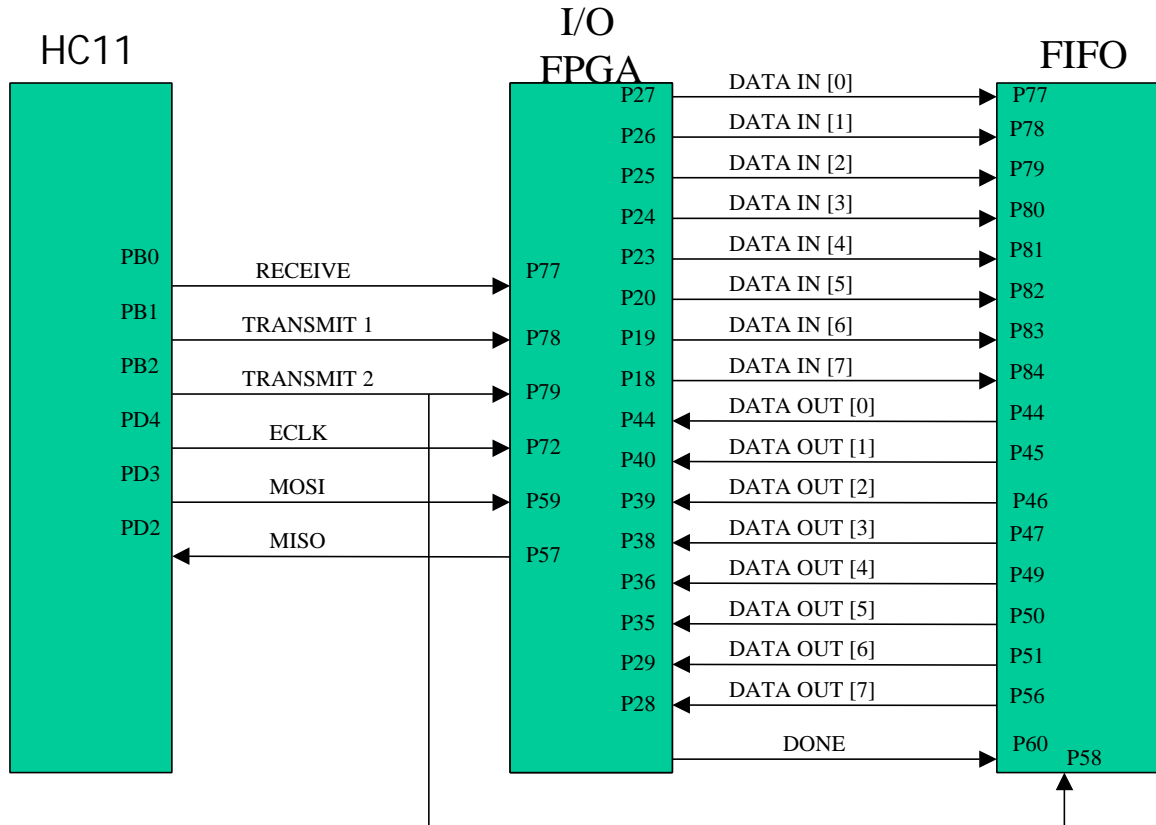 HC11
I/O
FPGA
FIFO
P27 DATA IN [0] P77
P26 DATA IN [1] P78
P25 DATA IN [2] P79
P24 DATA IN [3] P80
PB0 RECEIVE P77
P23 DATA IN [4] P81
P20 DATA IN [5] P82
PB1 TRANSMIT 1 P78
P19 DATA IN [6] P83
PB2 TRANSMIT 2 P79
P18 DATA IN [7] P84
P44 DATA OUT [0] P44
PD4 ECLK P72
P40 DATA OUT [1] P45
PD3 MOSI P59
P39 DATA OUT [2] P46
PD2 MISO P57
P38 DATA OUT [3] P47
P36 DATA OUT [4] P49
P35 DATA OUT [5] P50
P29 DATA OUT [6] P51
P28 DATA OUT [7] P56
DONE P60
P58